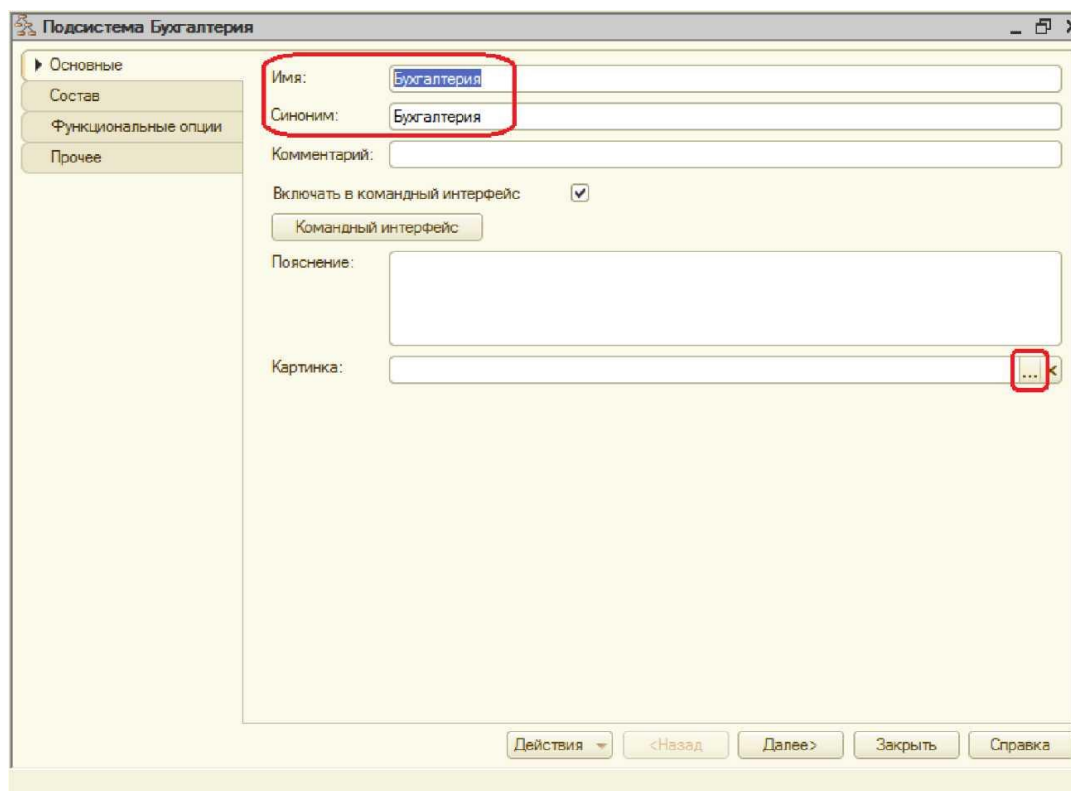 Подсистема Бухгалтерия
Основные
Состав
Функциональные опции
Прочее
Имя: Бухгалтерия
Синоним: Бухгалтерия
Комментарий:
Включать в командный интерфейс
Командный интерфейс
Пояснение:
Картинка: ...
Действия <Назад Далее> Закрыть Справка